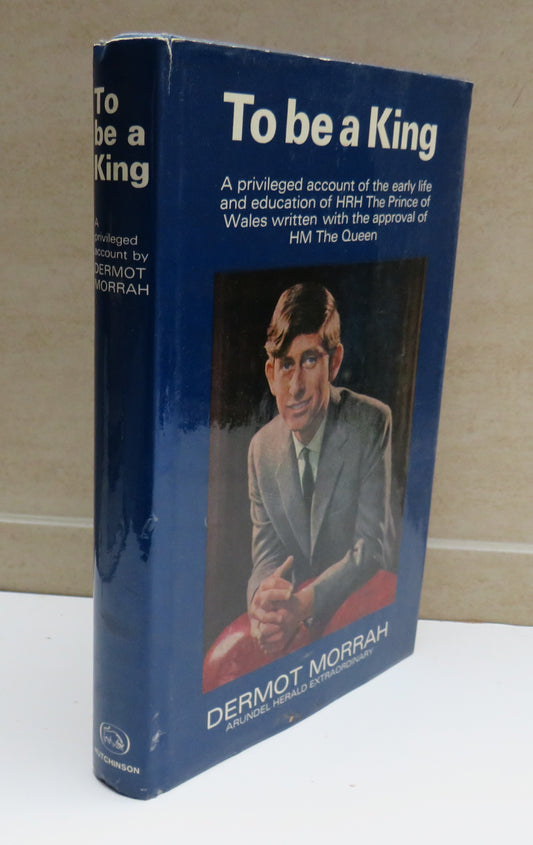 To
be a
King
A
privileged
account by
DERMOT
MORRAH
HUTCHINSON
To be a King
A privileged account of the early life
and education of HRH The Prince of
Wales written with the approval of
HM The Queen
DERMOT MORRAH
ARUNDEL HERALD EXTRAORDINARY